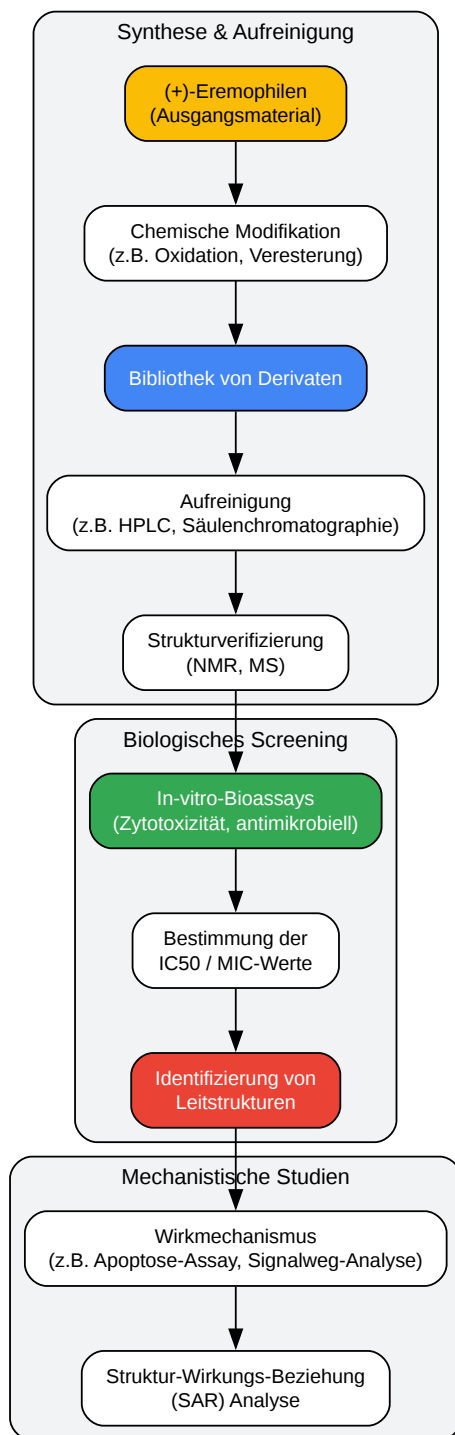 Synthese & Aufreinigung
(+)-Eremophilen
(Ausgangsmaterial)
Chemische Modifikation
(z.B. Oxidation, Veresterung)
Bibliothek von Derivaten
Aufreinigung
(z.B. HPLC, Säulenchromatographie)
Strukturverifizierung
(NMR, MS)
Biologisches Screening
In-vitro-Bioassays
(Zytotoxizität, antimikrobiell)
Bestimmung der
IC50 / MIC-Werte
Identifizierung von
Leitstrukturen
Mechanistische Studien
Wirkmechanismus
(z.B. Apoptose-Assay, Signalweg-Analyse)
Struktur-Wirkungs-Beziehung
(SAR) Analyse